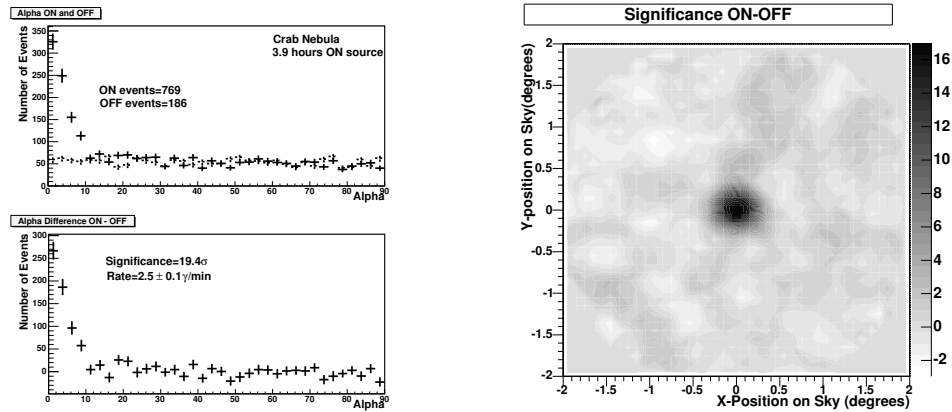 Alpha ON and OFF
Number of Events
350
300
250
200
150
100
50
0
Crab Nebula
3.9 hours ON source
ON events=769
OFF events=186
0 10 20 30 40 50 60 70 80 90
Alpha
Alpha Difference ON - OFF
Number of Events
300
250
200
150
100
50
0
Significance=19.4σ
Rate=2.5 ± 0.1γ/min
0 10 20 30 40 50 60 70 80 90
Alpha
Significance ON-OFF
Y-position on Sky(degrees)
2
1.5
1
0.5
0
-0.5
-1
-1.5
-2
-2 -1.5 -1 -0.5 0 0.5 1 1.5 2
X-Position on Sky (degrees)
16
14
12
10
8
6
4
2
0
-2